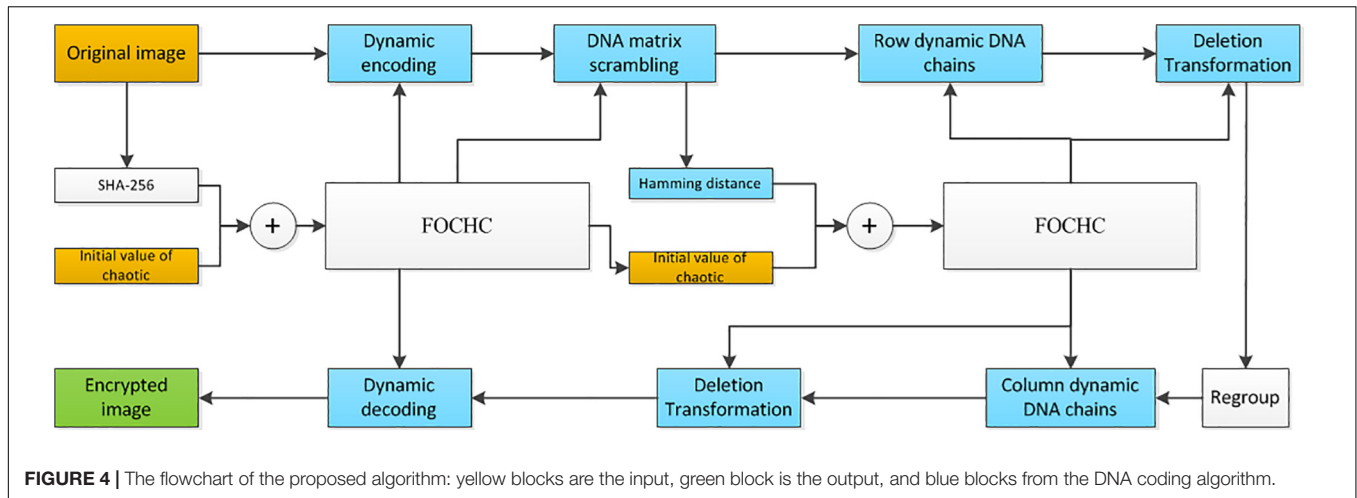 Original image
Dynamic
encoding
DNA matrix
scrambling
Row dynamic DNA
chains
Deletion
Transformation
SHA-256
Hamming distance
+
FOCHC
+
FOCHC
Initial value of
chaotic
Initial value of
chaotic
Encrypted
image
Dynamic
decoding
Deletion
Transformation
Column dynamic
DNA chains
Regroup
FIGURE 4 | The flowchart of the proposed algorithm: yellow blocks are the input, green block is the output, and blue blocks from the DNA coding algorithm.